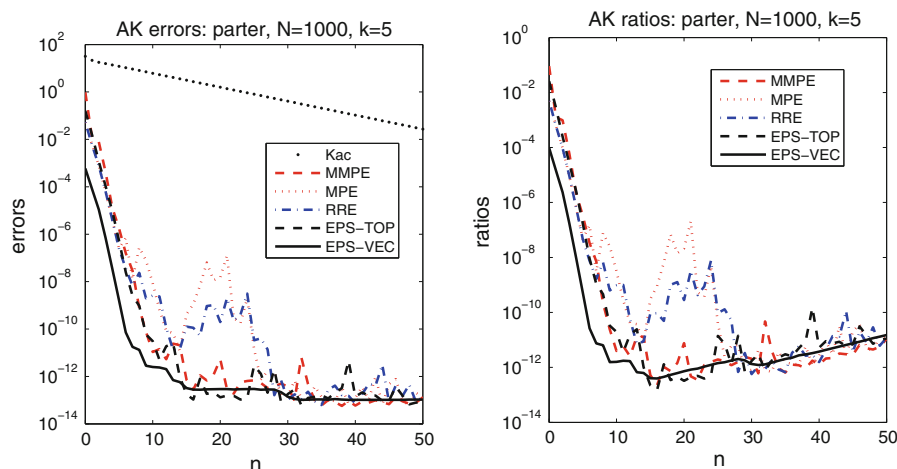 AK errors: parter, N=1000, k=5
10^2
10^0
10^-2
10^-4
10^-6
10^-8
10^-10
10^-12
10^-14
errors
Kac
MMPE
MPE
RRE
EPS-TOP
EPS-VEC
0 10 20 30 40 50
n
AK ratios: parter, N=1000, k=5
10^0
10^-2
10^-4
10^-6
10^-8
10^-10
10^-12
10^-14
ratios
MMPE
MPE
RRE
EPS-TOP
EPS-VEC
0 10 20 30 40 50
n